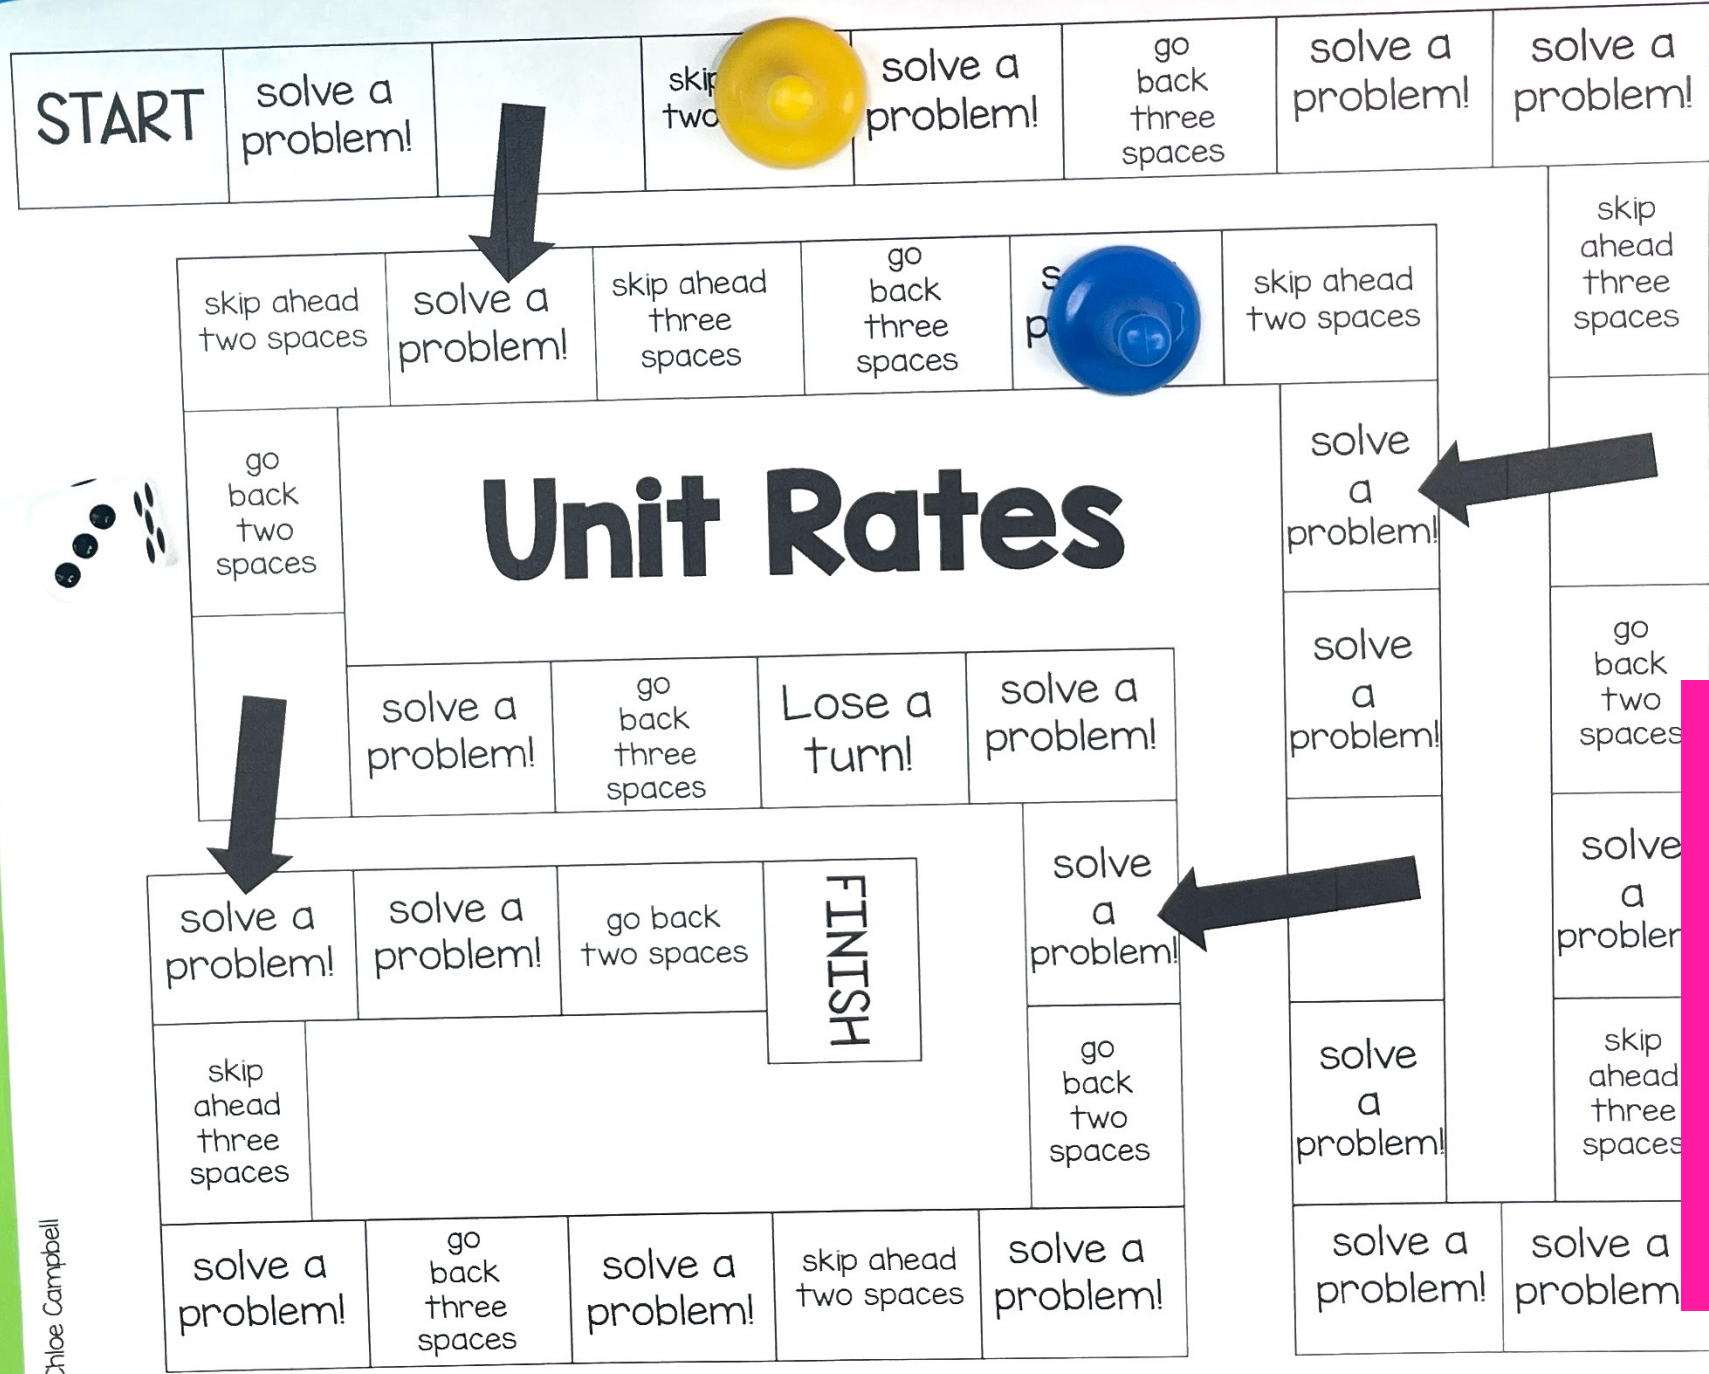 START
solve a
problem!
solve a
problem!
go
back
three
spaces
solve a
problem!
solve a
problem!
skip
ahead
three
spaces
skip ahead
two spaces
solve a
problem!
skip ahead
three
spaces
go
back
three
spaces
skip ahead
two spaces
go
back
two
spaces
Unit Rates
solve
a
problem!
solve
a
problem!
go
back
two
spaces
solve a
problem!
go
back
three
spaces
Lose a
turn!
solve a
problem!
solve
a
solve a
problem!
solve a
problem!
go back
two spaces
FINISH
solve
a
problem!
skip
ahead
three
spaces
go
back
two
spaces
solve
a
problem!
skip
ahead
three
spaces
solve a
problem!
go
back
three
spaces
solve a
problem!
skip ahead
two spaces
solve a
problem!
solve a
problem!
solve a
problem
Campbell